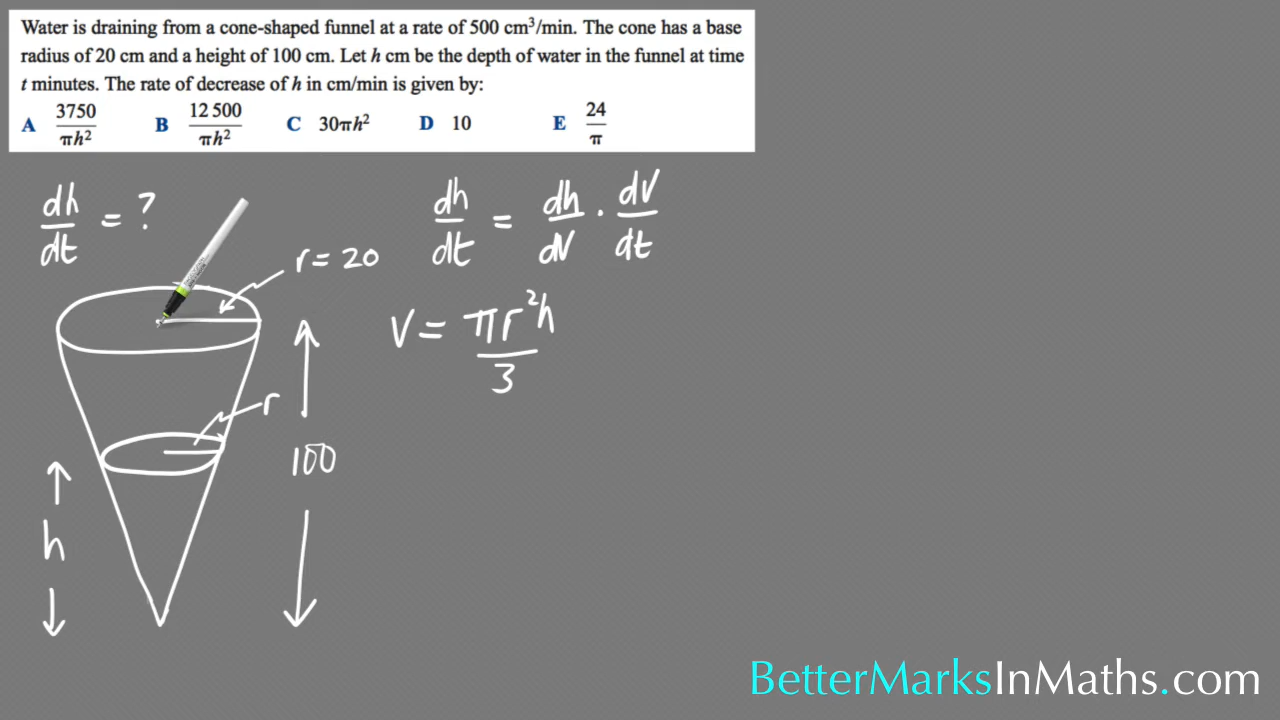 Water is draining from a cone-shaped funnel at a rate of 500 cm³/min. The cone has a base
radius of 20 cm and a height of 100 cm. Let h cm be the depth of water in the funnel at time
t minutes. The rate of decrease of h in cm/min is given by:
A 3750/πh² B 12 500/πh² C 30πh² D 10 E 24/π
dh/dt = ? dh/dt = dh/dV · dV/dt
r = 20
V = πr²h/3
r
100
h
BetterMarksInMaths.com